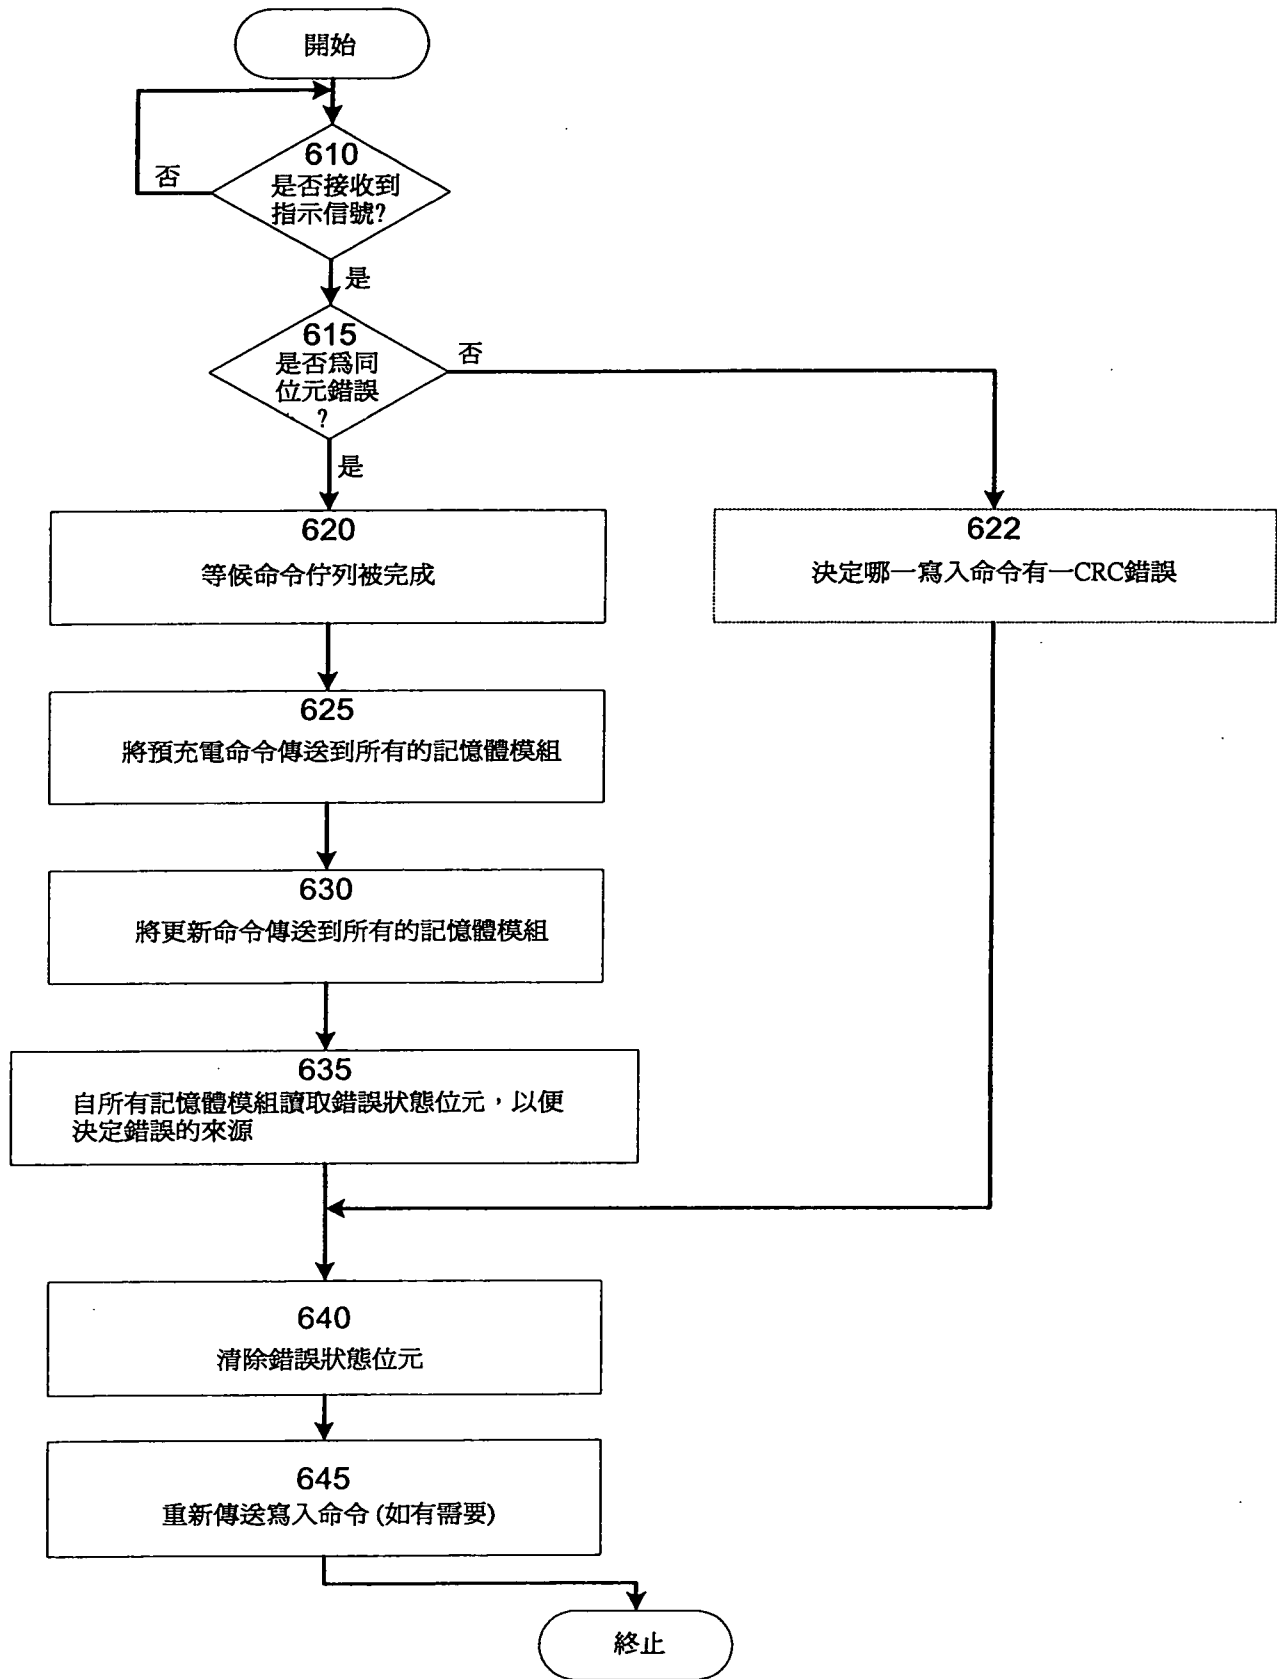 開始
610
是否接收到
指示信號?
否
是
615
是否爲同
位元錯誤
?
否
是
620
等候命令佇列被完成
622
決定哪一寫入命令有一CRC錯誤
625
將預充電命令傳送到所有的記憶體模組
630
將更新命令傳送到所有的記憶體模組
635
自所有記憶體模組讀取錯誤狀態位元，以便
決定錯誤的來源
640
清除錯誤狀態位元
645
重新傳送寫入命令(如有需要)
終止